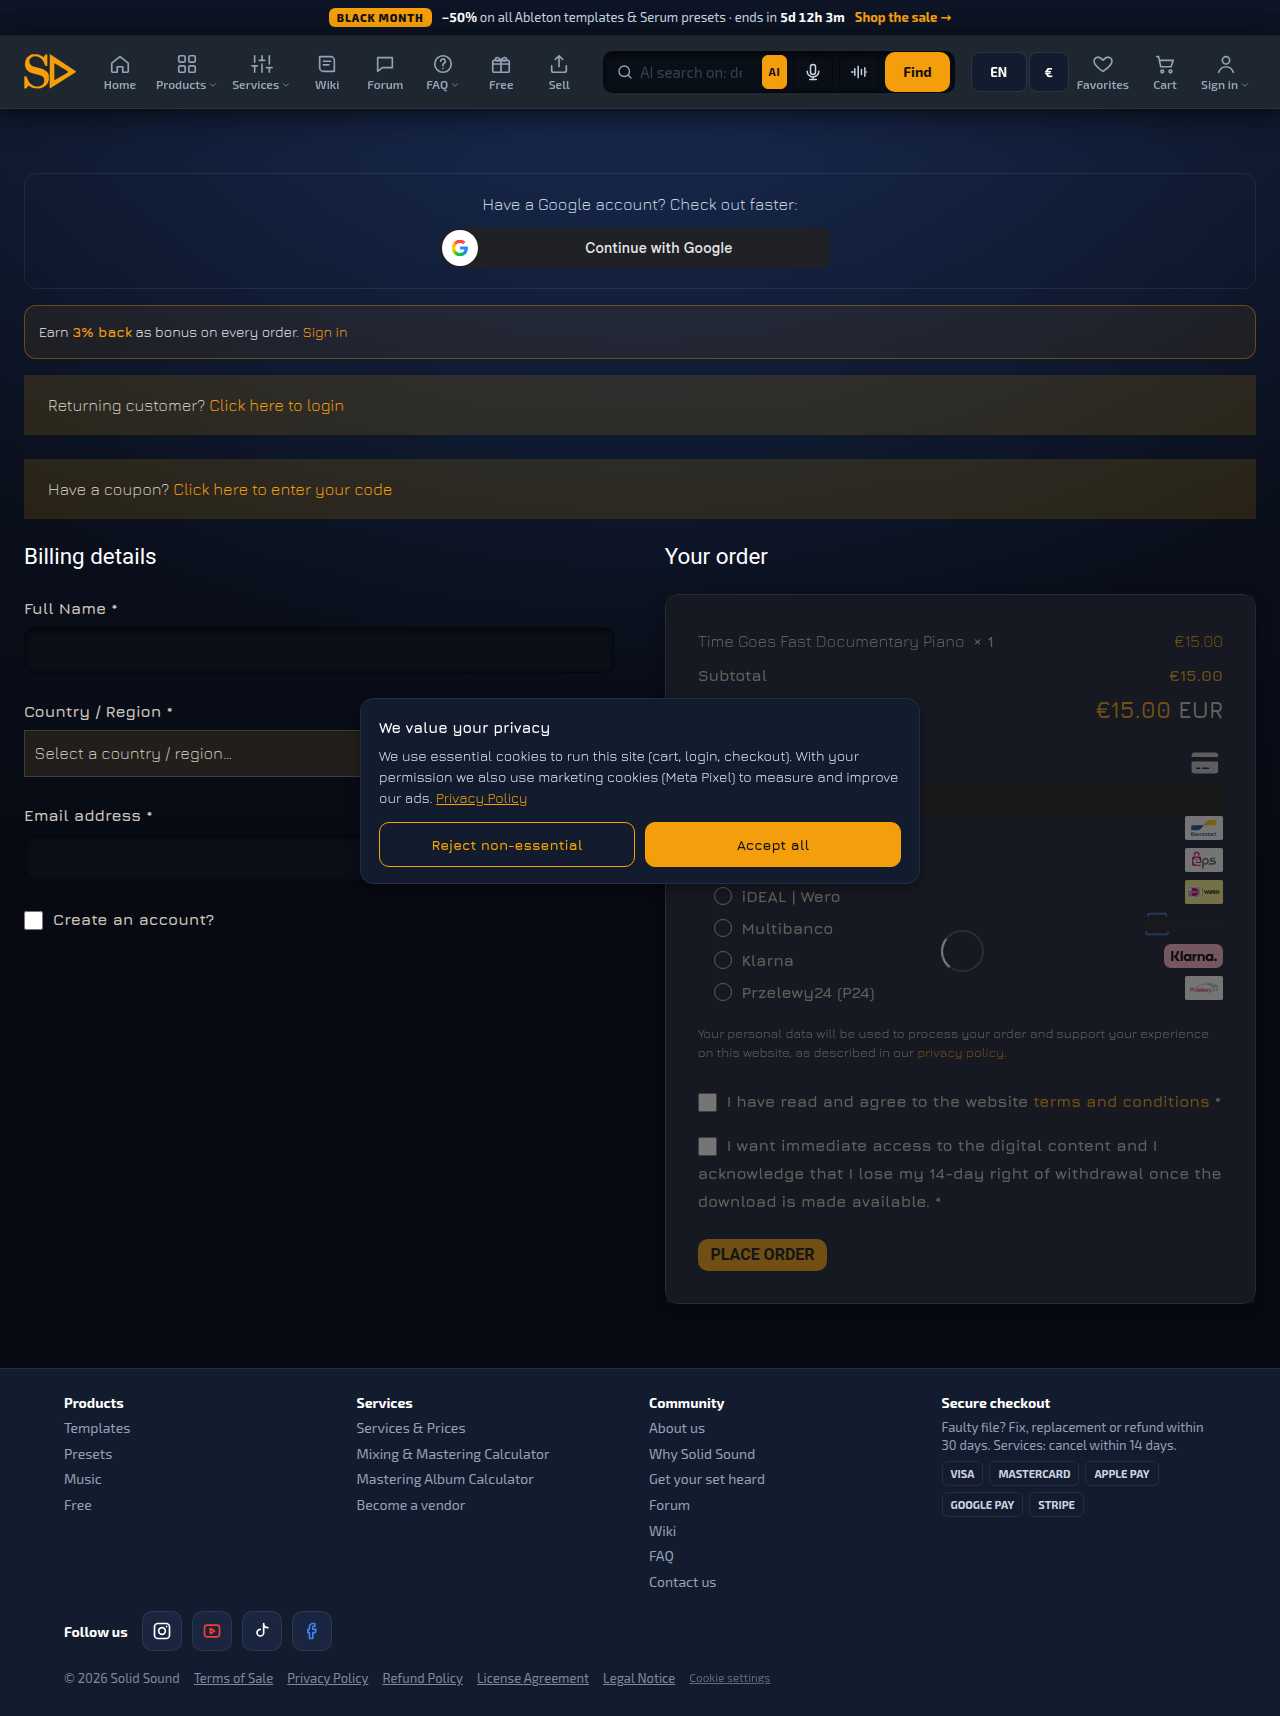 BLACK MONTH −50% on all Ableton templates & Serum presets · ends in 5d 12h 3m Shop the sale →
Home
Products
Services
Wiki
Forum
FAQ
Free
Sell
AI search on: dr
AI
Find
EN
€
Favorites
Cart
Sign in
Have a Google account? Check out faster:
Continue with Google
Earn 3% back as bonus on every order. Sign in
Returning customer? Click here to login
Have a coupon? Click here to enter your code
Billing details
Full Name *
Country / Region *
Select a country / region...
Email address *
Create an account?
Your order
Time Goes Fast Documentary Piano × 1 €15.00
Subtotal €15.00
€15.00 EUR
We value your privacy
We use essential cookies to run this site (cart, login, checkout). With your
permission we also use marketing cookies (Meta Pixel) to measure and improve
our ads. Privacy Policy
Reject non-essential
Accept all
Bancontact
eps
iDEAL | Wero
Multibanco
Klarna Klarna.
Przelewy24 (P24)
Your personal data will be used to process your order and support your experience
on this website, as described in our privacy policy.
I have read and agree to the website terms and conditions *
I want immediate access to the digital content and I
acknowledge that I lose my 14-day right of withdrawal once the
download is made available. *
PLACE ORDER
Products
Templates
Presets
Music
Free
Services
Services & Prices
Mixing & Mastering Calculator
Mastering Album Calculator
Become a vendor
Community
About us
Why Solid Sound
Get your set heard
Forum
Wiki
FAQ
Contact us
Secure checkout
Faulty file? Fix, replacement or refund within
30 days. Services: cancel within 14 days.
VISA MASTERCARD APPLE PAY
GOOGLE PAY STRIPE
Follow us
© 2026 Solid Sound Terms of Sale Privacy Policy Refund Policy License Agreement Legal Notice Cookie settings